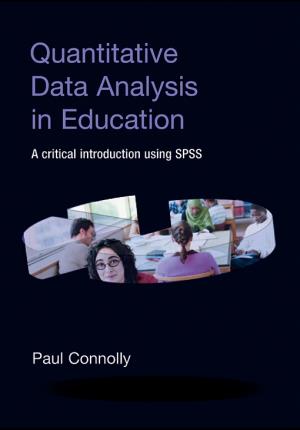 Quantitative
Data Analysis
in Education
A critical introduction using SPSS
Paul Connolly